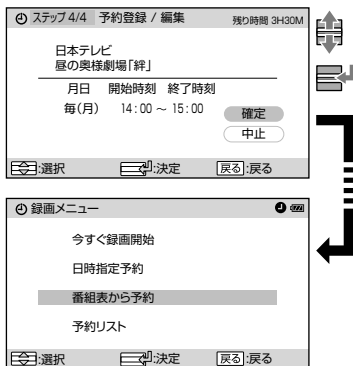 ステップ4/4 予約登録 / 編集 残り時間 3H30M
日本テレビ
昼の奥様劇場「絆」
月日 開始時刻 終了時刻
毎(月) 14:00 ~ 15:00
確定
中止
:選択 :決定 戻る:戻る
録画メニュー
今すぐ録画開始
日時指定予約
番組表から予約
予約リスト
:選択 :決定 戻る:戻る